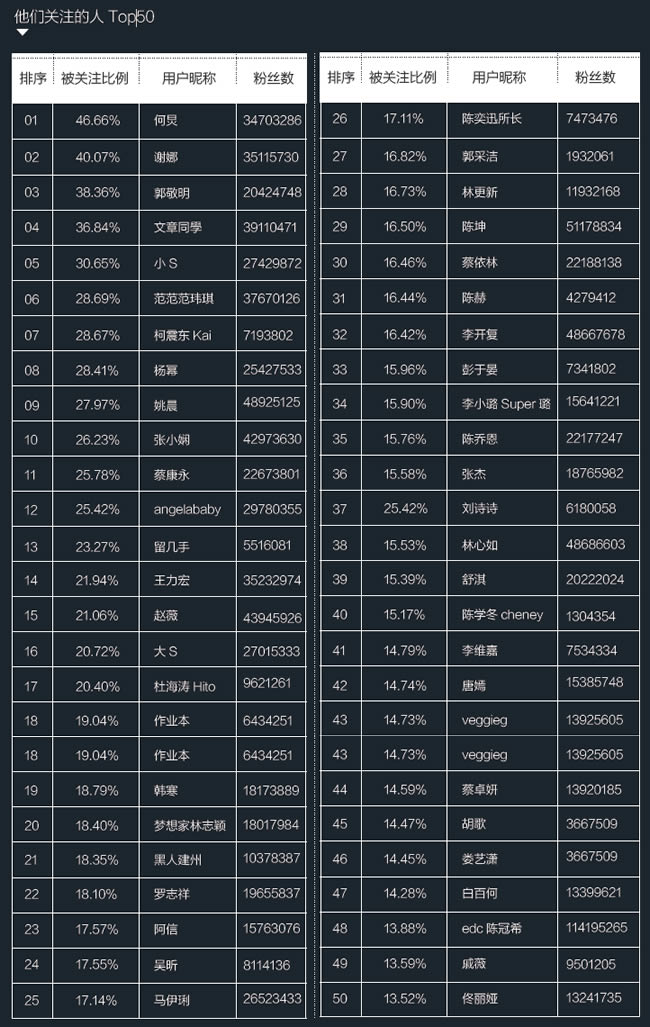 他们关注的人 Top50
排序 被关注比例 用户昵称 粉丝数
01 46.66% 何炅 34703286
02 40.07% 谢娜 35115730
03 38.36% 郭敬明 20424748
04 36.84% 文章同學 39110471
05 30.65% 小 S 27429872
06 28.69% 范范范玮琪 37670126
07 28.67% 柯震东 Kai 7193802
08 28.41% 杨幂 25427533
09 27.97% 姚晨 48925125
10 26.23% 张小娴 42973630
11 25.78% 蔡康永 22673801
12 25.42% angelababy 29780355
13 23.27% 留几手 5516081
14 21.94% 王力宏 35232974
15 21.06% 赵薇 43945926
16 20.72% 大 S 27015333
17 20.40% 杜海涛 Hito 9621261
18 19.04% 作业本 6434251
18 19.04% 作业本 6434251
19 18.79% 韩寒 18173889
20 18.40% 梦想家林志颖 18017984
21 18.35% 黑人建州 10378387
22 18.10% 罗志祥 19655837
23 17.57% 阿信 15763076
24 17.55% 吴昕 8114136
25 17.14% 马伊琍 26523433
排序 被关注比例 用户昵称 粉丝数
26 17.11% 陈奕迅所长 7473476
27 16.82% 郭采洁 1932061
28 16.73% 林更新 11932168
29 16.50% 陈坤 51178834
30 16.46% 蔡依林 22188138
31 16.44% 陈赫 4279412
32 16.42% 李开复 48667678
33 15.96% 彭于晏 7341802
34 15.90% 李小璐 Super 璐 15641221
35 15.76% 陈乔恩 22177247
36 15.58% 张杰 18765982
37 25.42% 刘诗诗 6180058
38 15.53% 林心如 48686603
39 15.39% 舒淇 20222024
40 15.17% 陈学冬 cheney 1304354
41 14.79% 李维嘉 7534334
42 14.74% 唐嫣 15385748
43 14.73% veggieg 13925605
43 14.73% veggieg 13925605
44 14.59% 蔡卓妍 13920185
45 14.47% 胡歌 3667509
46 14.45% 娄艺潇 3667509
47 14.28% 白百何 13399621
48 13.88% edc 陈冠希 114195265
49 13.59% 戚薇 9501205
50 13.52% 佟丽娅 13241735